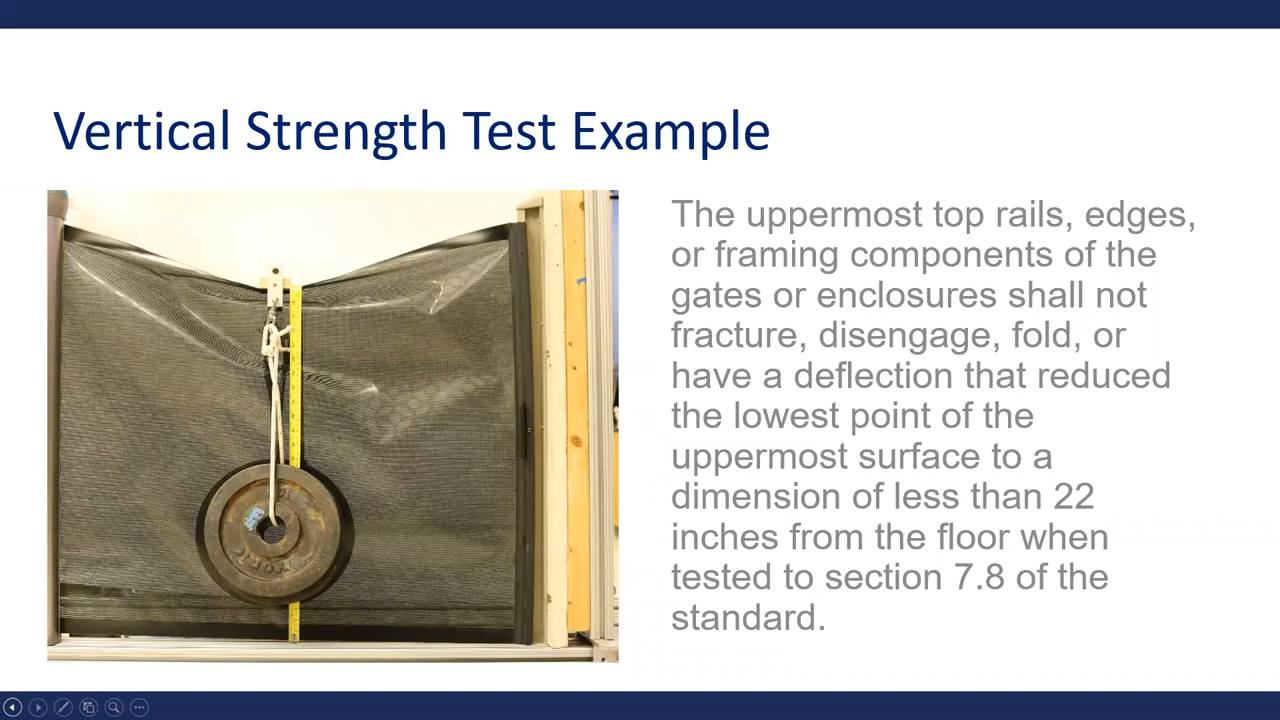 Vertical Strength Test Example
The uppermost top rails, edges,
or framing components of the
gates or enclosures shall not
fracture, disengage, fold, or
have a deflection that reduced
the lowest point of the
uppermost surface to a
dimension of less than 22
inches from the floor when
tested to section 7.8 of the
standard.